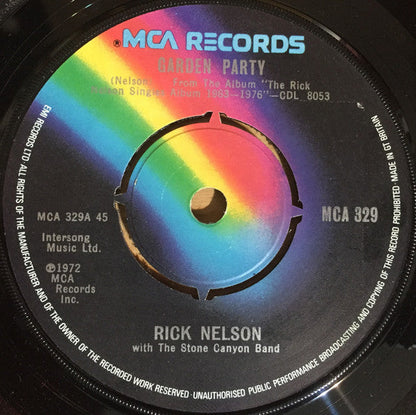 ®MCA RECORDS
GARDEN PARTY
(Nelson) From The Album "The Rick
Nelson Singles Album 1963-1976"—CDL 8053
MCA 329A 45
MCA 329
Intersong
Music Ltd.
℗1972
MCA
Records
Inc.
RICK NELSON
with The Stone Canyon Band
EMI RECORDS LTD ALL RIGHTS OF THE MANUFACTURER AND OF THE OWNER OF THE RECORDED WORK RESERVED · UNAUTHORISED PUBLIC PERFORMANCE BROADCASTING AND COPYING OF THIS RECORD PROHIBITED · MADE IN GT BRITAIN